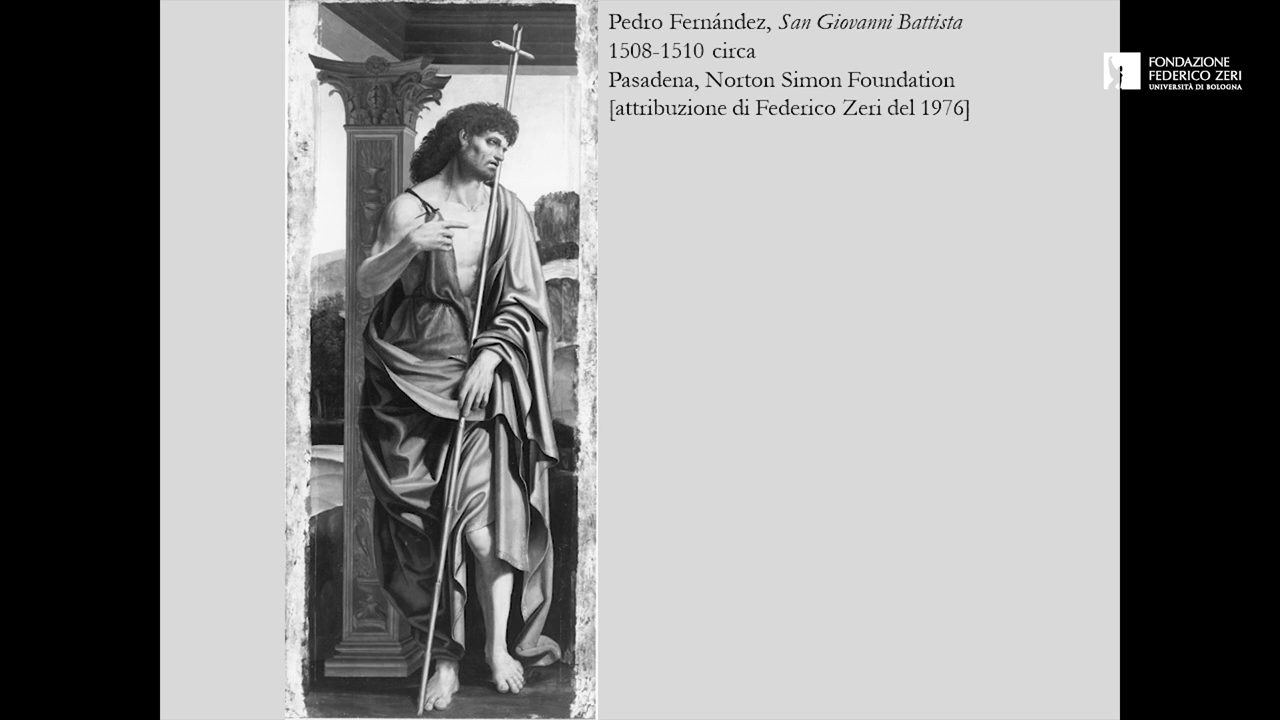 Pedro Fernández, San Giovanni Battista
1508-1510 circa
Pasadena, Norton Simon Foundation
[attribuzione di Federico Zeri del 1976]
FONDAZIONE
FEDERICO ZERI
UNIVERSITÀ DI BOLOGNA